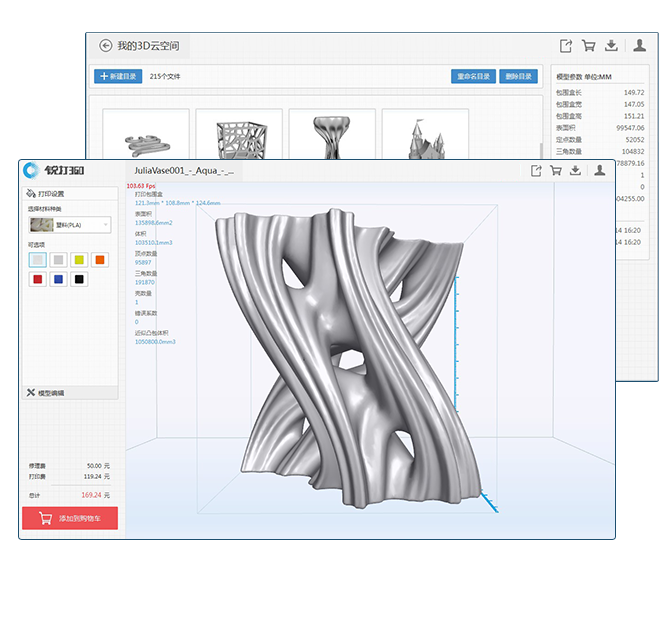 我的3D云空间
新建目录
215个文件
重命名目录
删除目录
模型参数 单位:MM
包围盒长 149.72
包围盒宽 147.05
包围盒高 151.21
表面积 99547.06
定点数量 52052
三角数量 104832
78879.16
1
0
04255.00
14 16:20
14 16:20
锐打360
JuliaVase001_-_Aqua_-_...
103.63 Fps
打印设置
选择材料种类
塑料(PLA)
可选项
打印包围盒
121.3mm * 108.8mm * 124.6mm
表面积
135898.6mm2
体积
103510.1mm3
顶点数量
95897
三角数量
191870
壳数量
1
错误系数
0
近似凸包体积
1050800.0mm3
模型编辑
修理费 50.00 元
打印费 119.24 元
总计 169.24 元
添加到购物车